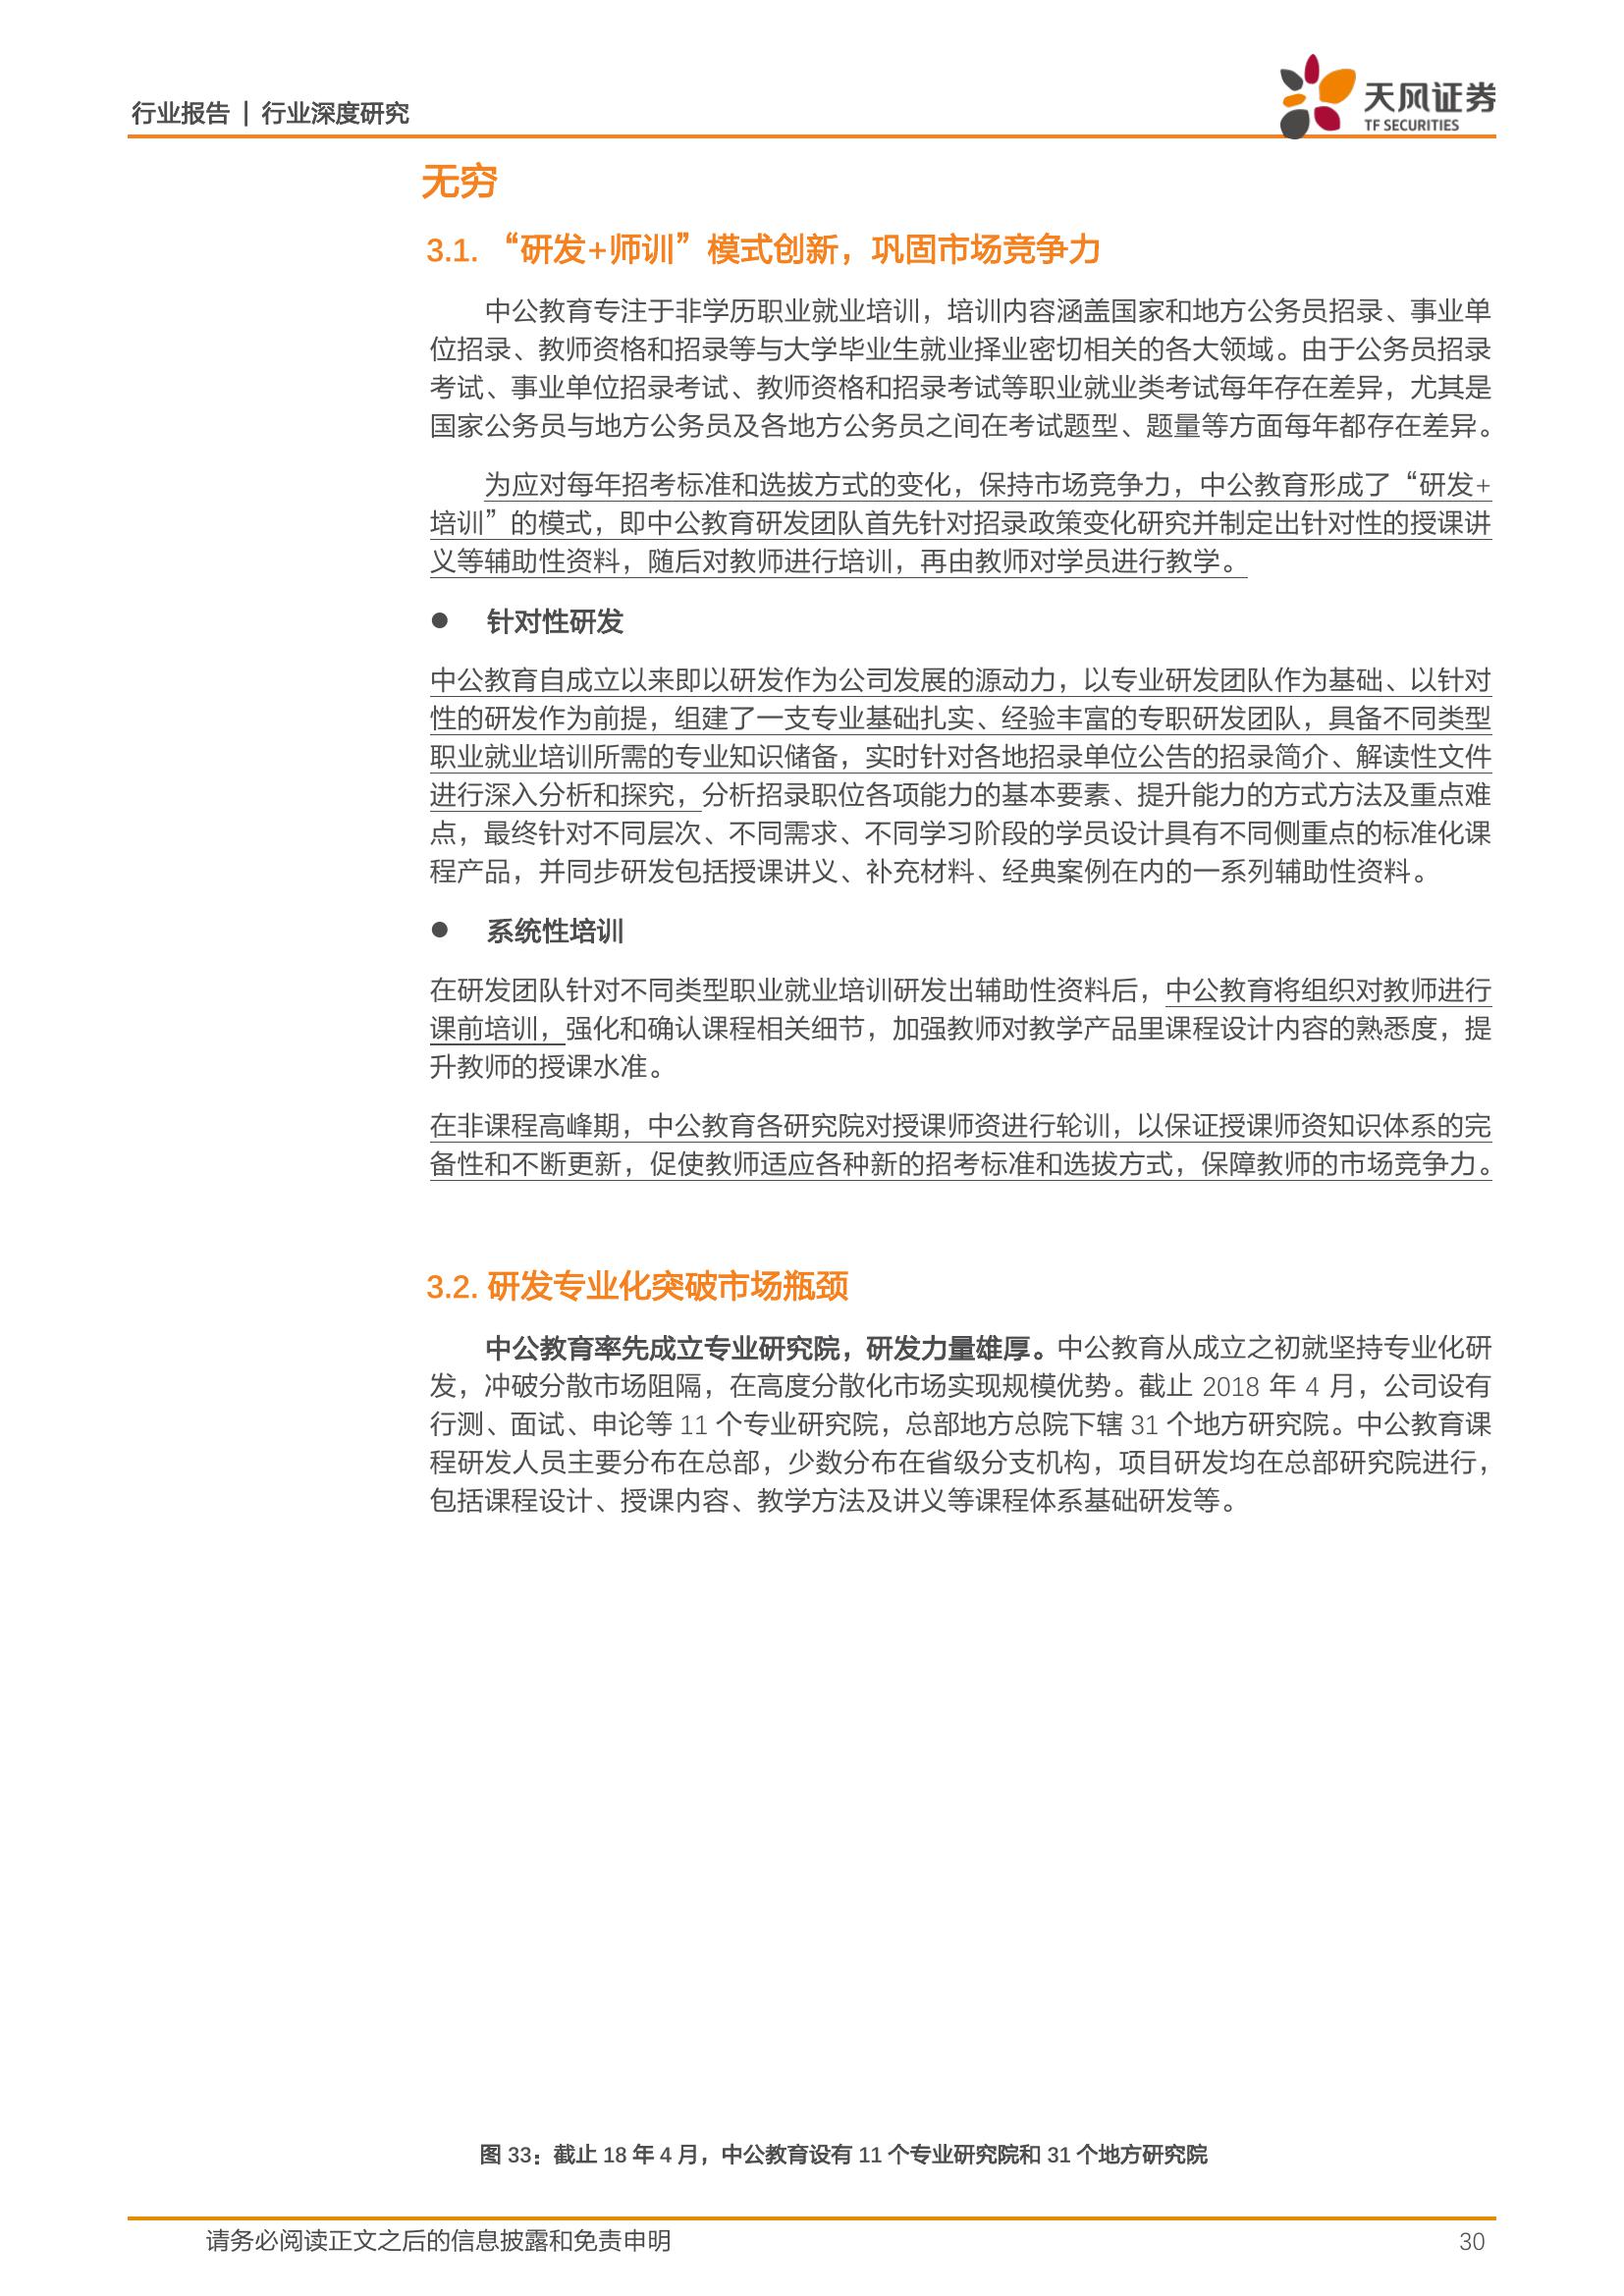 行业报告 | 行业深度研究
天风证券
TF SECURITIES
无穷
3.1. “研发+师训”模式创新，巩固市场竞争力
中公教育专注于非学历职业就业培训，培训内容涵盖国家和地方公务员招录、事业单
位招录、教师资格和招录等与大学毕业生就业择业密切相关的各大领域。由于公务员招录
考试、事业单位招录考试、教师资格和招录考试等职业就业类考试每年存在差异，尤其是
国家公务员与地方公务员及各地方公务员之间在考试题型、题量等方面每年都存在差异。
为应对每年招考标准和选拔方式的变化，保持市场竞争力，中公教育形成了“研发+
培训”的模式，即中公教育研发团队首先针对招录政策变化研究并制定出针对性的授课讲
义等辅助性资料，随后对教师进行培训，再由教师对学员进行教学。
● 针对性研发
中公教育自成立以来即以研发作为公司发展的源动力，以专业研发团队作为基础、以针对
性的研发作为前提，组建了一支专业基础扎实、经验丰富的专职研发团队，具备不同类型
职业就业培训所需的专业知识储备，实时针对各地招录单位公告的招录简介、解读性文件
进行深入分析和探究，分析招录职位各项能力的基本要素、提升能力的方式方法及重点难
点，最终针对不同层次、不同需求、不同学习阶段的学员设计具有不同侧重点的标准化课
程产品，并同步研发包括授课讲义、补充材料、经典案例在内的一系列辅助性资料。
● 系统性培训
在研发团队针对不同类型职业就业培训研发出辅助性资料后，中公教育将组织对教师进行
课前培训，强化和确认课程相关细节，加强教师对教学产品里课程设计内容的熟悉度，提
升教师的授课水准。
在非课程高峰期，中公教育各研究院对授课师资进行轮训，以保证授课师资知识体系的完
备性和不断更新，促使教师适应各种新的招考标准和选拔方式，保障教师的市场竞争力。
3.2. 研发专业化突破市场瓶颈
中公教育率先成立专业研究院，研发力量雄厚。中公教育从成立之初就坚持专业化研
发，冲破分散市场阻隔，在高度分散化市场实现规模优势。截止 2018 年 4 月，公司设有
行测、面试、申论等 11 个专业研究院，总部地方总院下辖 31 个地方研究院。中公教育课
程研发人员主要分布在总部，少数分布在省级分支机构，项目研发均在总部研究院进行，
包括课程设计、授课内容、教学方法及讲义等课程体系基础研发等。
图 33：截止 18 年 4 月，中公教育设有 11 个专业研究院和 31 个地方研究院
请务必阅读正文之后的信息披露和免责申明
30